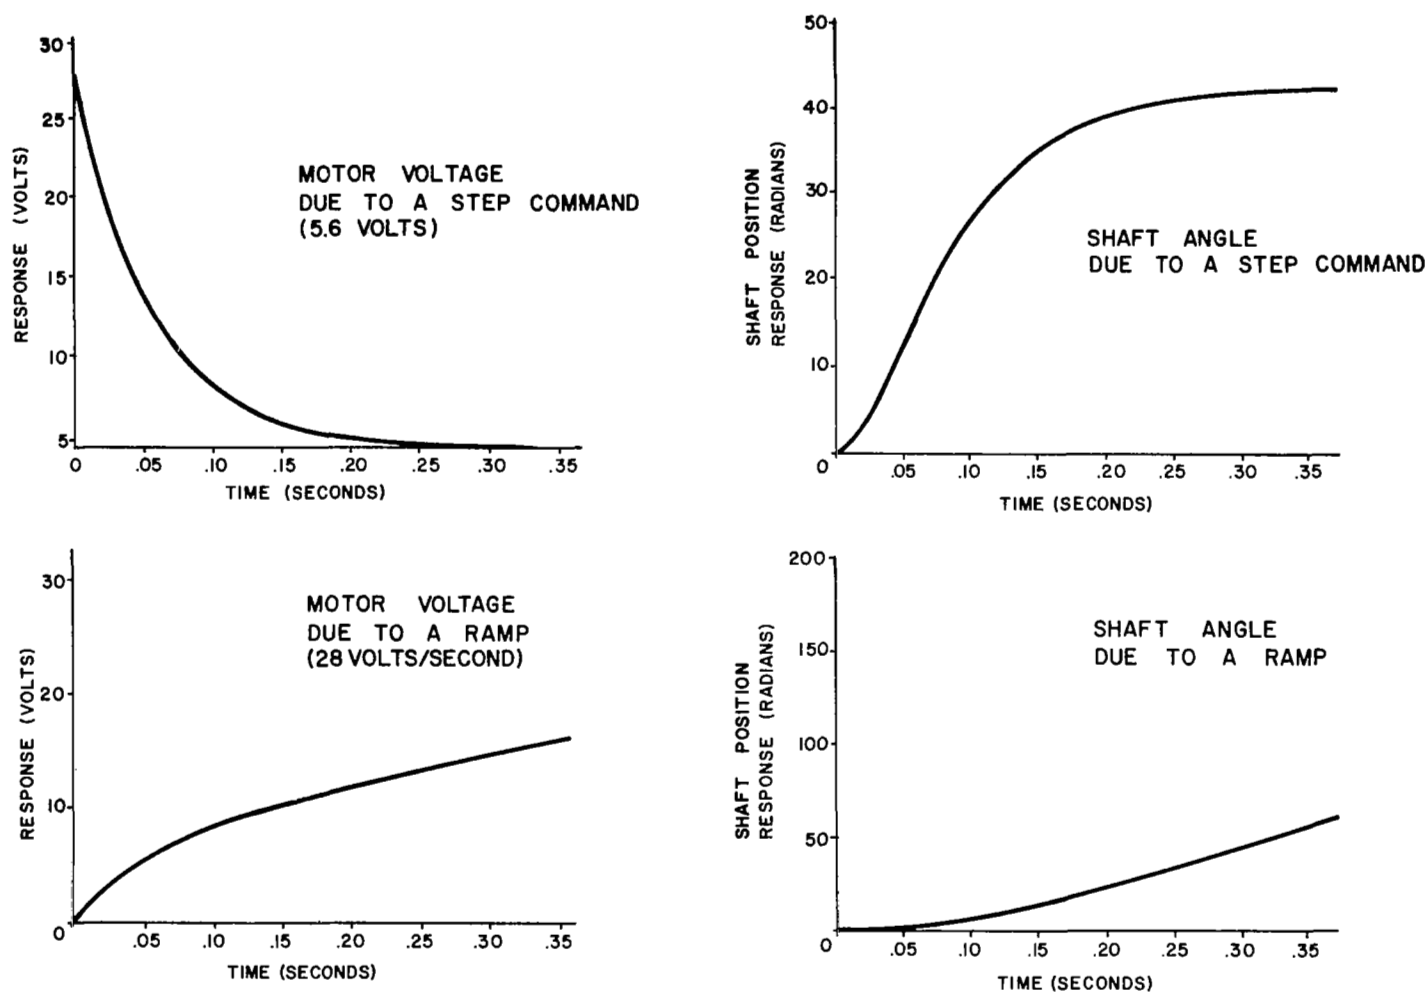 30
25
20
15
10
5
RESPONSE (VOLTS)
MOTOR VOLTAGE
DUE TO A STEP COMMAND
(5.6 VOLTS)
0 .05 .10 .15 .20 .25 .30 .35
TIME (SECONDS)
50
40
30
20
10
0
SHAFT POSITION
RESPONSE (RADIANS)
SHAFT ANGLE
DUE TO A STEP COMMAND
.05 .10 .15 .20 .25 .30 .35
TIME (SECONDS)
30
20
10
0
RESPONSE (VOLTS)
MOTOR VOLTAGE
DUE TO A RAMP
(28 VOLTS/SECOND)
.05 .10 .15 .20 .25 .30 .35
TIME (SECONDS)
200
150
100
50
0
SHAFT POSITION
RESPONSE (RADIANS)
SHAFT ANGLE
DUE TO A RAMP
.05 .10 .15 .20 .25 .30 .35
TIME (SECONDS)